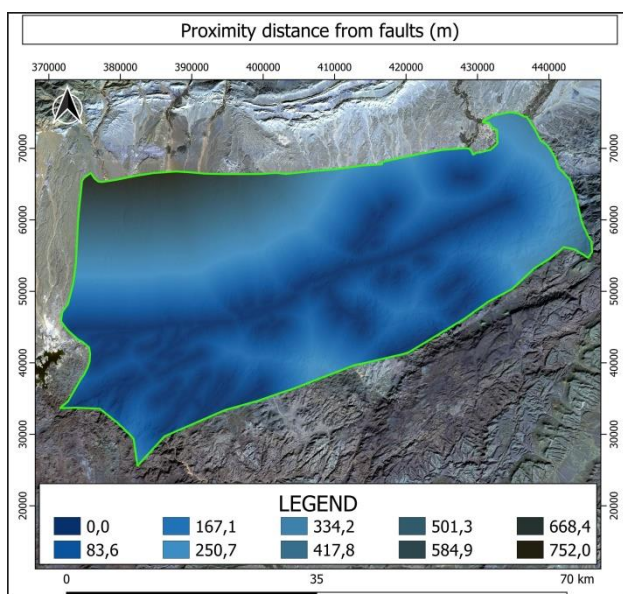 Proximity distance from faults (m)
370000 380000 390000 400000 410000 420000 430000 440000
70000 70000
60000 60000
50000 50000
40000 40000
30000 30000
20000 20000
LEGEND
0,0 167,1 334,2 501,3 668,4
83,6 250,7 417,8 584,9 752,0
0 35 70 km